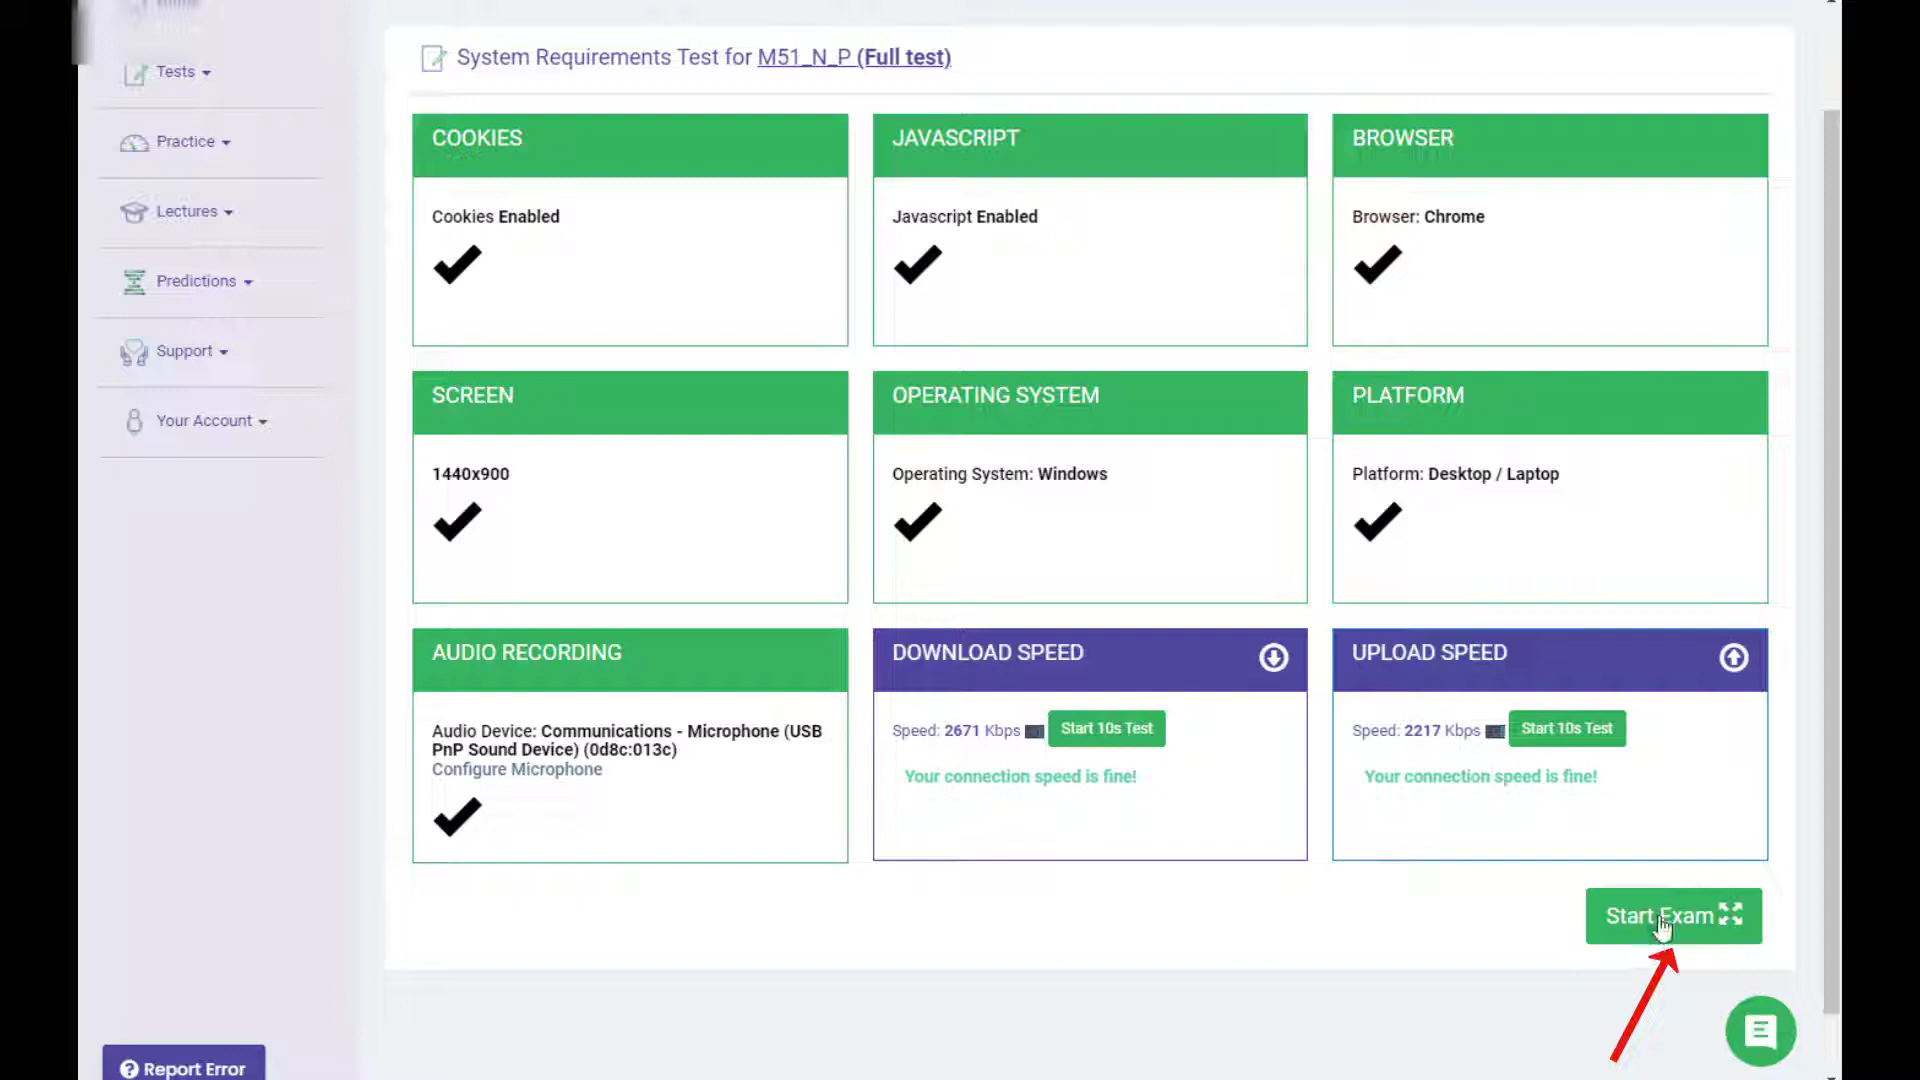 Tests
Practice
Lectures
Predictions
Support
Your Account
Report Error
System Requirements Test for M51_N_P (Full test)
COOKIES
Cookies Enabled
JAVASCRIPT
Javascript Enabled
BROWSER
Browser: Chrome
SCREEN
1440x900
OPERATING SYSTEM
Operating System: Windows
PLATFORM
Platform: Desktop / Laptop
AUDIO RECORDING
Audio Device: Communications - Microphone (USB
PnP Sound Device) (0d8c:013c)
Configure Microphone
DOWNLOAD SPEED
Speed: 2671 Kbps Start 10s Test
Your connection speed is fine!
UPLOAD SPEED
Speed: 2217 Kbps Start 10s Test
Your connection speed is fine!
Start Exam